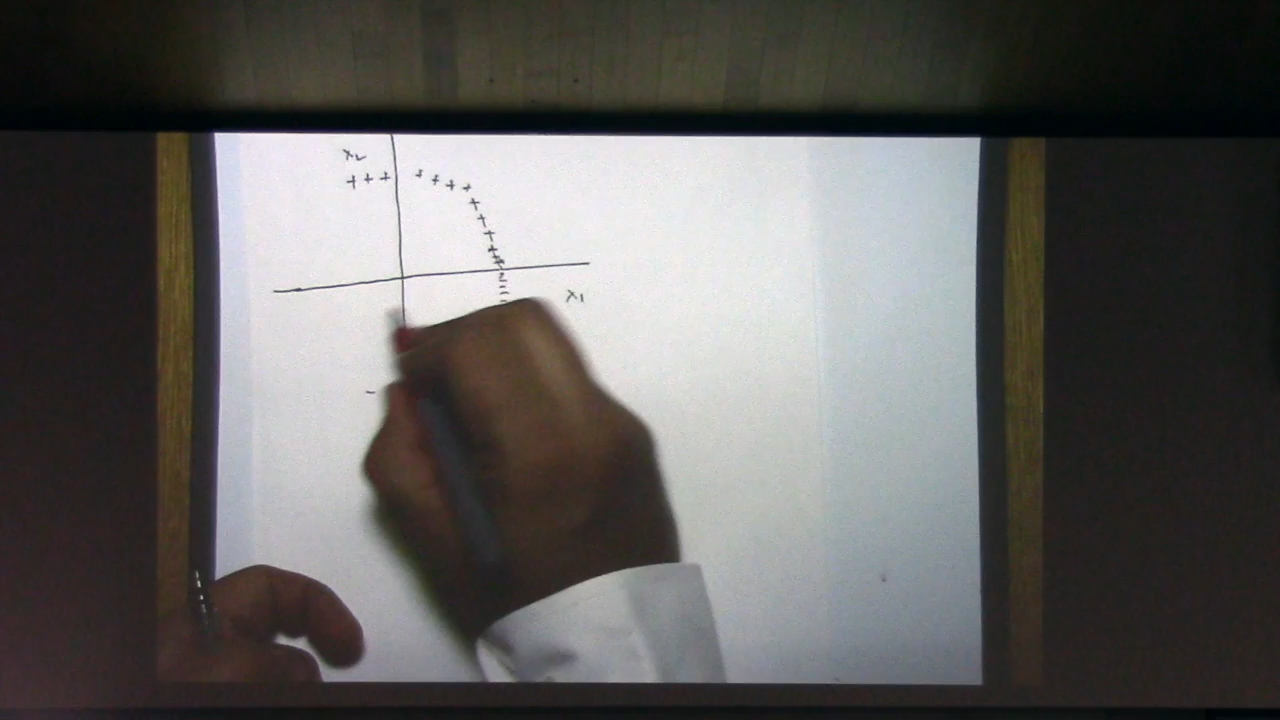 x₂
+ + + + + + +
+
+
+
+
+
x₁
-